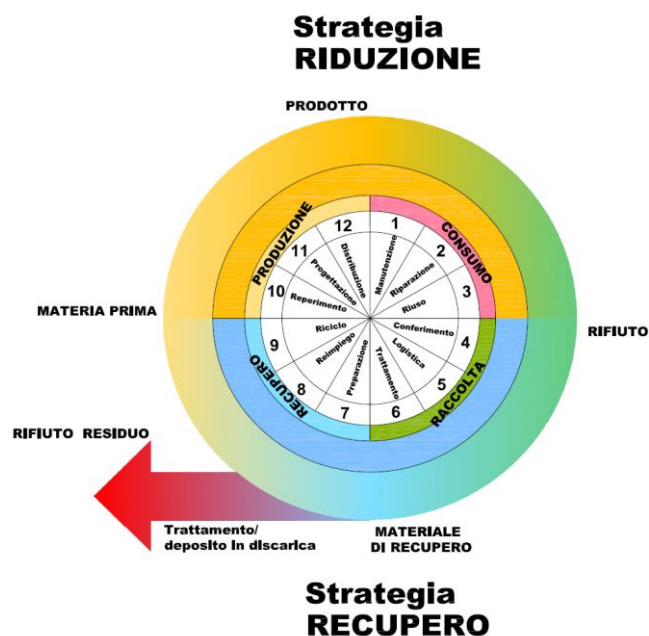 Strategia
RIDUZIONE
PRODOTTO
PRODUZIONE
CONSUMO
12
1
11
2
10
3
9
4
8
5
7
6
Distribuzione
Manutenzione
Progettazione
Riparazione
Reperimento
Riuso
Riciclo
Conferimento
Reimpiego
Logistica
Preparazione
Trattamento
MATERIA PRIMA
RIFIUTO
RECUPERO
RACCOLTA
RIFIUTO RESIDUO
Trattamento/
deposito in discarica
MATERIALE
DI RECUPERO
Strategia
RECUPERO